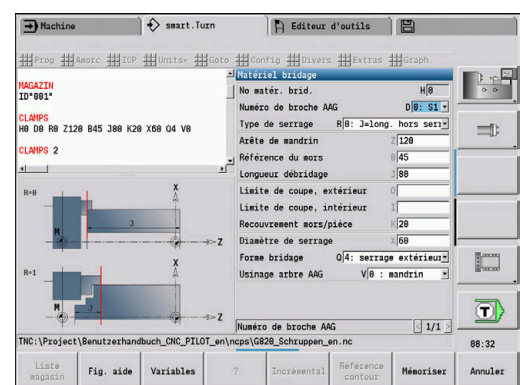 Machine
smart.Turn
Editeur d'outils
Prog
Amorc
ICP
Units»
Goto
Config
Divers
Extras
Graph.
MAGAZIN
ID"001"
CLAMPS
H0 D0 R0 Z120 B45 J80 K20 X60 Q4 V0
CLAMPS 2
Matériel bridage
No matér. brid. H 0
Numéro de broche AAG D 0: S1
Type de serrage R 0: J=long. hors serr
Arête de mandrin Z 120
Référence du mors B 45
Longueur débridage J 80
Limite de coupe, extérieur O
Limite de coupe, intérieur I
Recouvrement mors/pièce K 20
Diamètre de serrage X 60
Forme bridage Q 4: serrage extérieur
Usinage arbre AAG V 0 : mandrin
R=0
X
J
M
Z
R=1
X
J
M
Z
Numéro de broche AAG
1/1
T
TNC:\Project\Benutzerhandbuch_CNC_PILOT_en\ncps\G828_Schruppen_en.nc
08:32
Liste magasin
Fig. aide
Variables
?
Incrémental
Référence contour
Mémoriser
Annuler